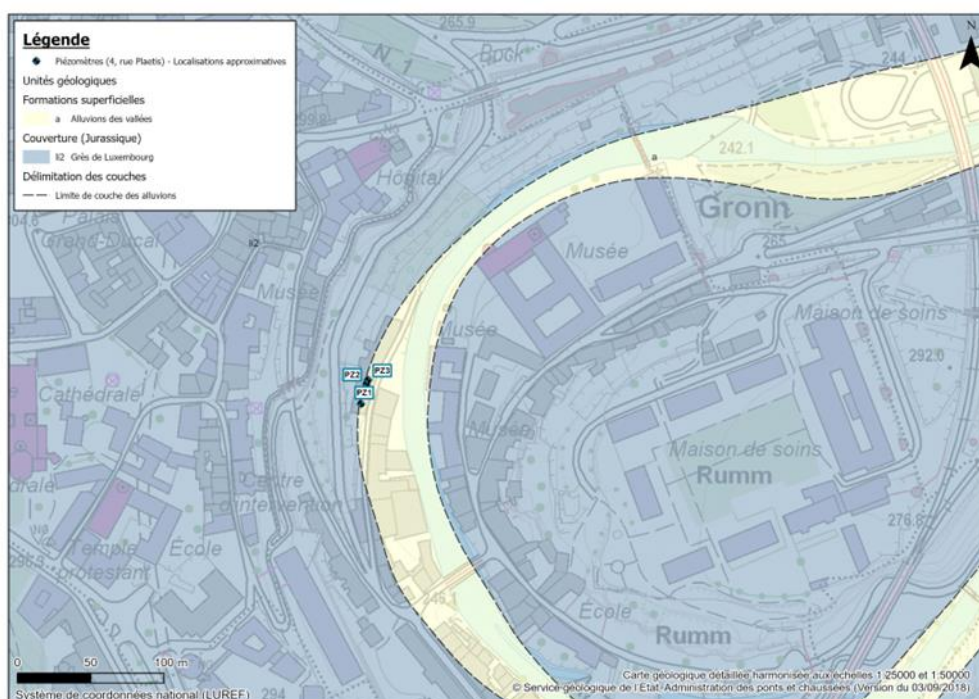 Légende
Piézomètres (4, rue Plaetis) - Localisations approximatives
Unités géologiques
Formations superficielles
a Alluvions des vallées
Couverture (Jurassique)
li2 Grès de Luxembourg
Délimitation des couches
Limite de couche des alluvions
265.9
N
N 1
Bock
244
242.1
a
Hôpital
Gronn
Palais
Grand-Ducal
li2
Musée
265
Musée
Musée
Maison de soins
292.0
PZ2
PZ3
PZ1
Cathédrale
Musée
Maison de soins
Rumm
Centre
d'intervention
276.8
École
Temple
protestant
École
Rumm
294
0 50 100 m
Système de coordonnées national (LUREF)
Carte géologique détaillée harmonisée aux échelles 1:25000 et 1:50000
© Service géologique de l'Etat-Administration des ponts et chaussées (Version du 03/09/2018)